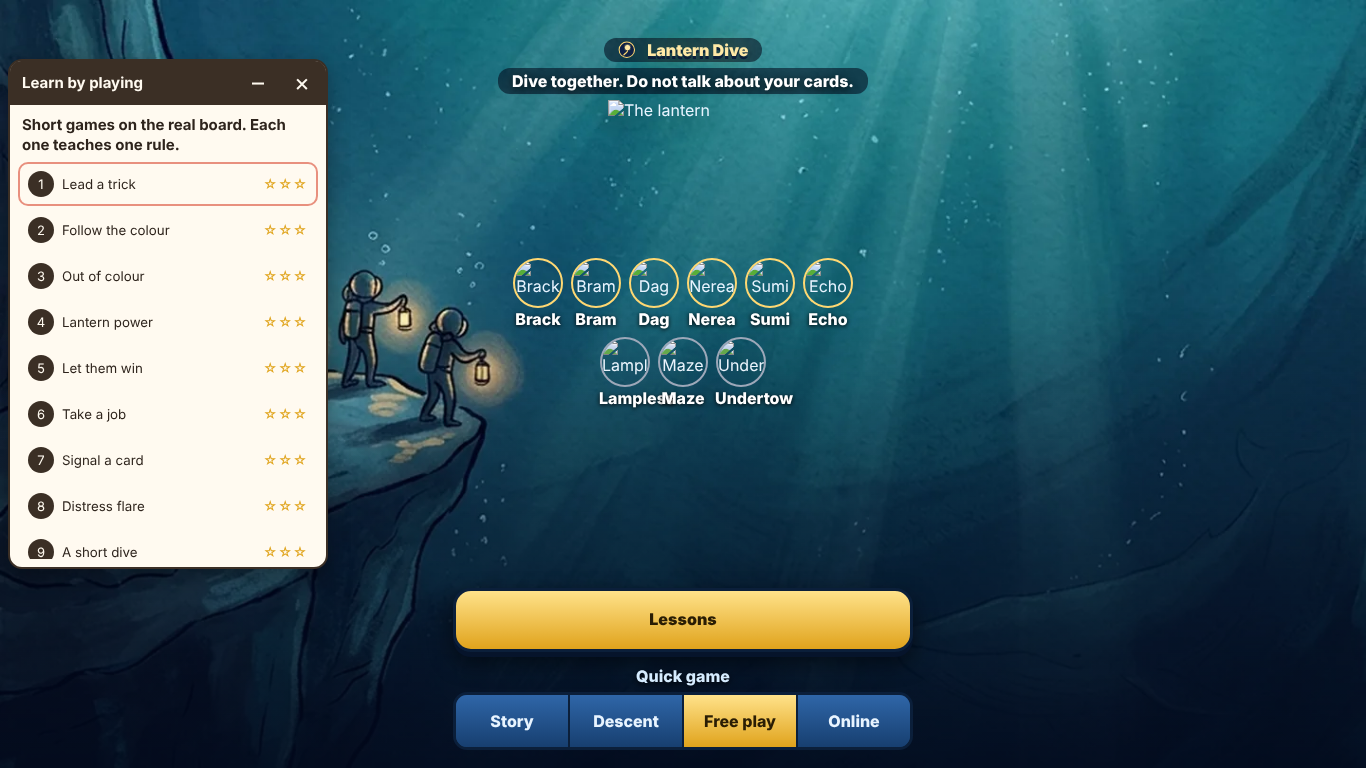 Lantern Dive
Dive together. Do not talk about your cards.
The lantern
Learn by playing
Short games on the real board. Each
one teaches one rule.
1 Lead a trick
2 Follow the colour
3 Out of colour
4 Lantern power
5 Let them win
6 Take a job
7 Signal a card
8 Distress flare
9 A short dive
Brack Bram Dag Nerea Sumi Echo
Brack Bram Dag Nerea Sumi Echo
Lampl Maze Under
Lamples Maze Undertow
Lessons
Quick game
Story Descent Free play Online